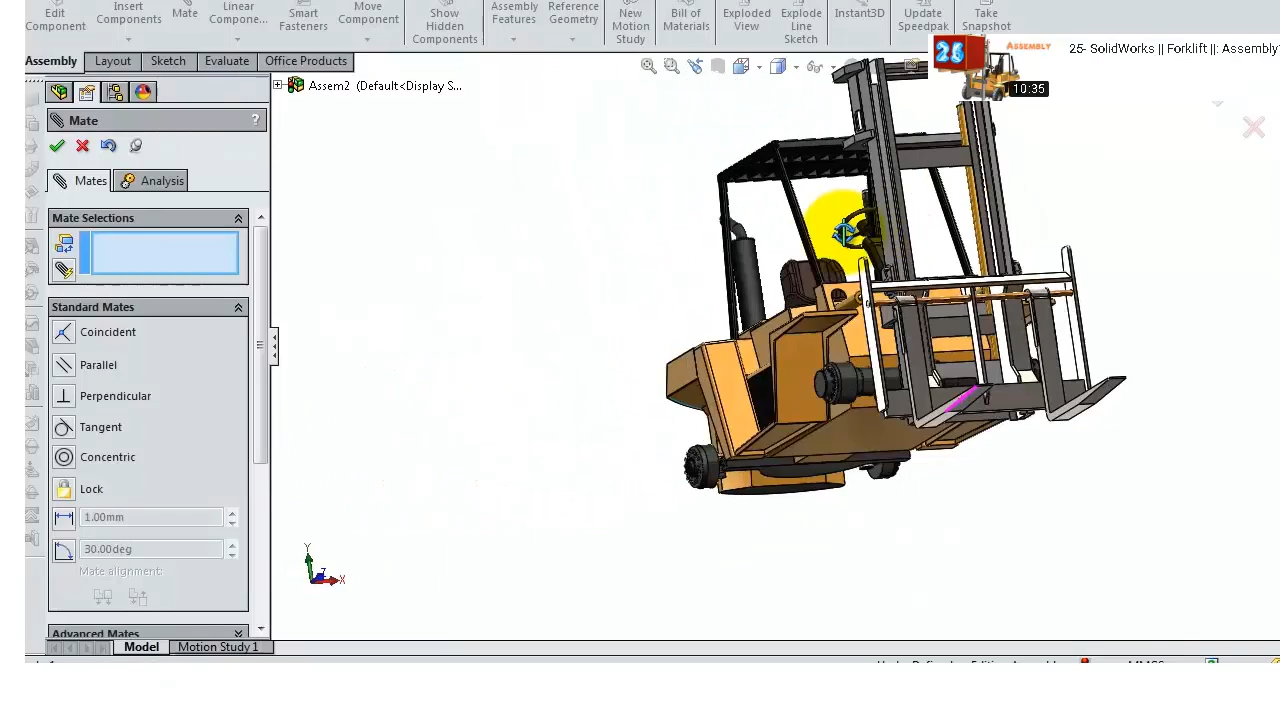 Edit Component
Insert Components
Mate
Linear Compone...
Smart Fasteners
Move Component
Show Hidden Components
Assembly Features
Reference Geometry
New Motion Study
Bill of Materials
Exploded View
Explode Line Sketch
Instant3D
Update Speedpak
Take Snapshot
25
ASSEMBLY
25- SolidWorks || Forklift ||: Assembly
10:35
Assembly
Layout
Sketch
Evaluate
Office Products
Assem2 (Default<Display S...
Mate
?
Mates
Analysis
Mate Selections
Standard Mates
Coincident
Parallel
Perpendicular
Tangent
Concentric
Lock
1.00mm
30.00deg
Mate alignment:
Advanced Mates
Y
Z
X
Model
Motion Study 1